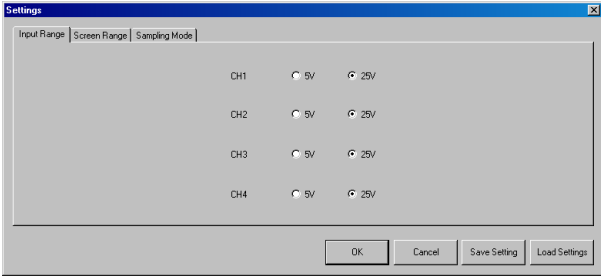 Settings
Input Range Screen Range Sampling Mode
CH1 5V 25V
CH2 5V 25V
CH3 5V 25V
CH4 5V 25V
OK Cancel Save Setting Load Settings